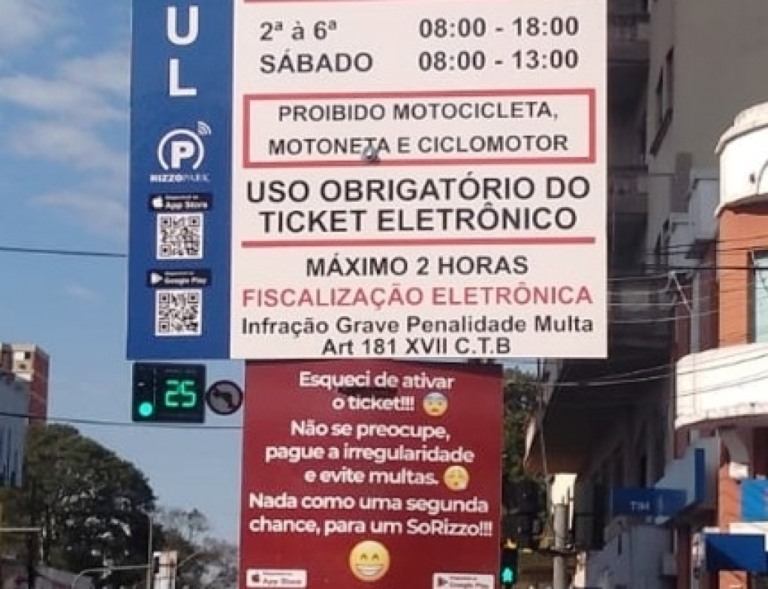 U
L
P
RIZZOPARK
App Store
Google Play
2ª à 6ª 08:00 - 18:00
SÁBADO 08:00 - 13:00
PROIBIDO MOTOCICLETA,
MOTONETA E CICLOMOTOR
USO OBRIGATÓRIO DO
TICKET ELETRÔNICO
MÁXIMO 2 HORAS
FISCALIZAÇÃO ELETRÔNICA
Infração Grave Penalidade Multa
Art 181 XVII C.T.B
25
Esqueci de ativar
o ticket!!!
Não se preocupe,
pague a irregularidade
e evite multas.
Nada como uma segunda
chance, para um SoRizzo!!!
App Store
Google Play
TIM